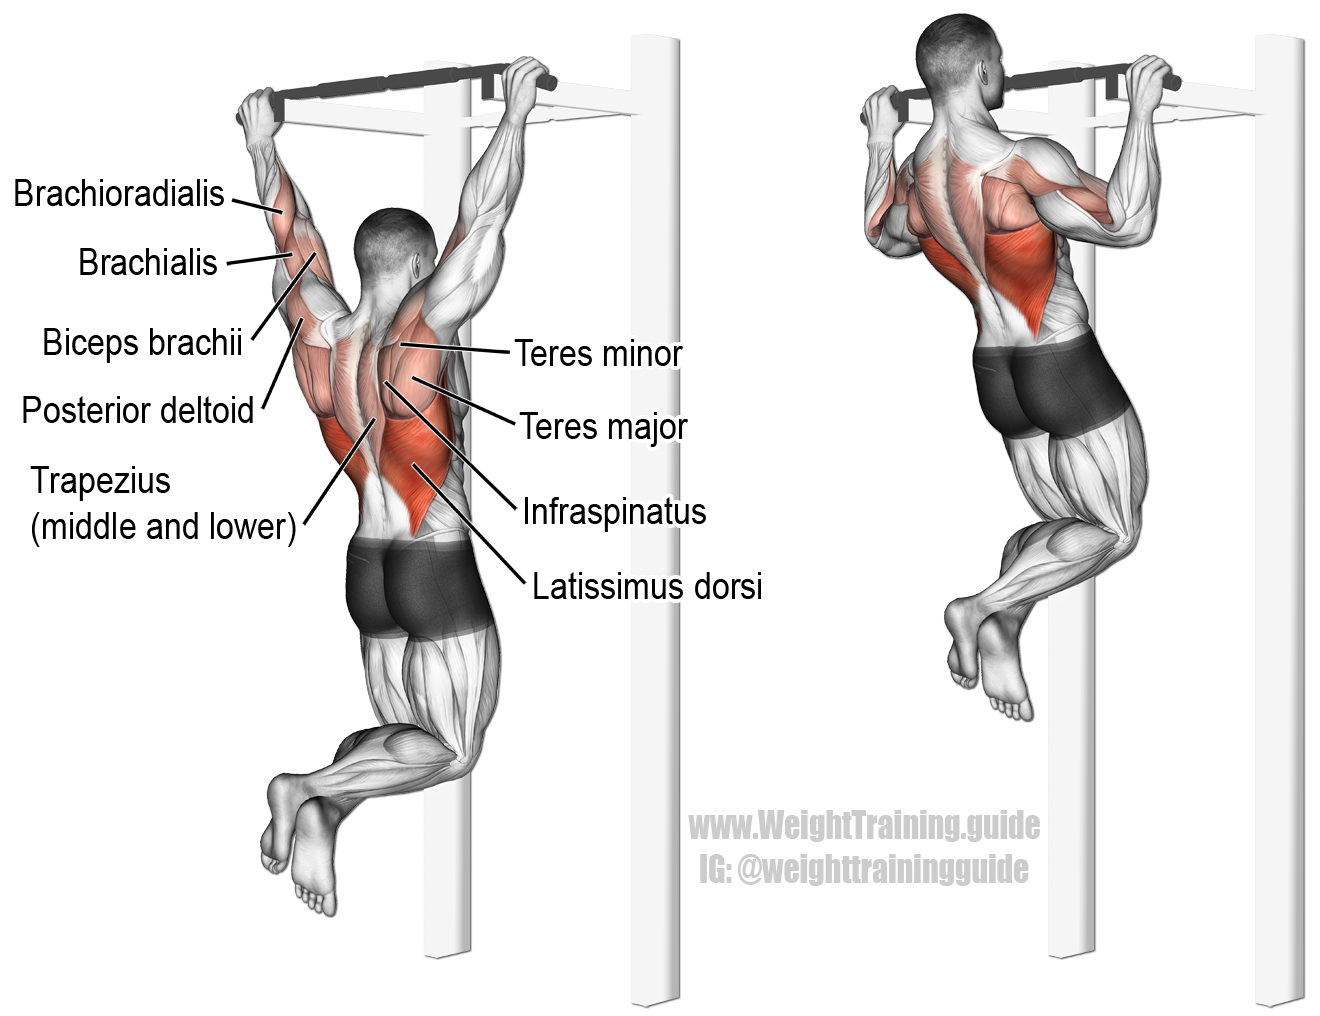 Brachioradialis
Brachialis
Biceps brachii
Posterior deltoid
Trapezius
(middle and lower)
Teres minor
Teres major
Infraspinatus
Latissimus dorsi
www.WeightTraining.guide
IG: @weighttrainingguide